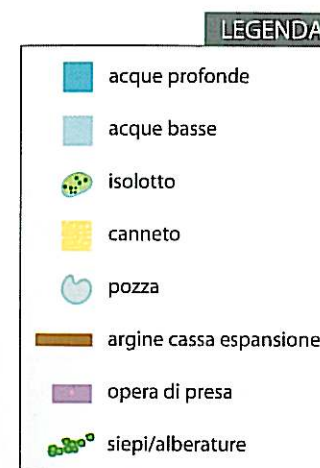 LEGENDA
acque profonde
acque basse
isolotto
canneto
pozza
argine cassa espansione
opera di presa
siepi/alberature